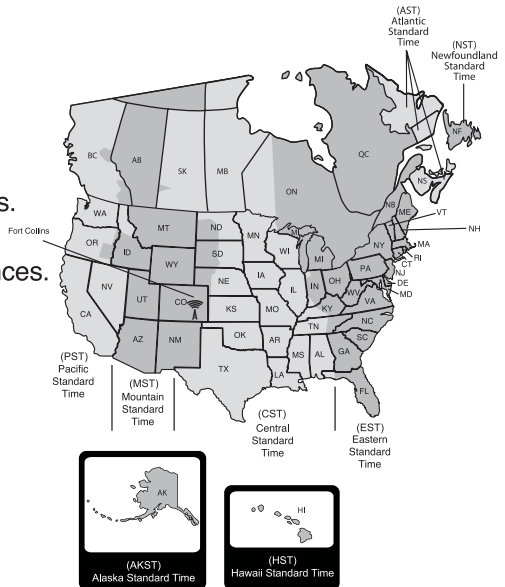 (AST)
Atlantic
Standard
Time
(NST)
Newfoundland
Standard
Time
BC
AB
SK
MB
ON
QC
NF
NS
NB
ME
VT
NH
s.
Fort Collins
nces.
WA
MT
ND
MN
OR
ID
SD
WI
MI
MI
NY
MA
RI
CT
NJ
DE
MD
WY
NV
UT
CO
NE
IA
IL
IN
OH
PA
WV
VA
CA
KS
MO
KY
NC
TN
SC
AZ
NM
OK
AR
MS
AL
GA
TX
LA
FL
(PST)
Pacific
Standard
Time
(MST)
Mountain
Standard
Time
(CST)
Central
Standard
Time
(EST)
Eastern
Standard
Time
AK
(AKST)
Alaska Standard Time
HI
(HST)
Hawaii Standard Time